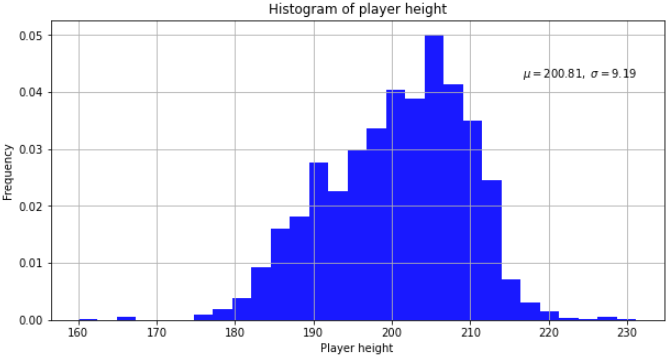 Histogram of player height
0.05
μ = 200.81, σ = 9.19
0.04
0.03
Frequency
0.02
0.01
0.00
160 170 180 190 200 210 220 230
Player height